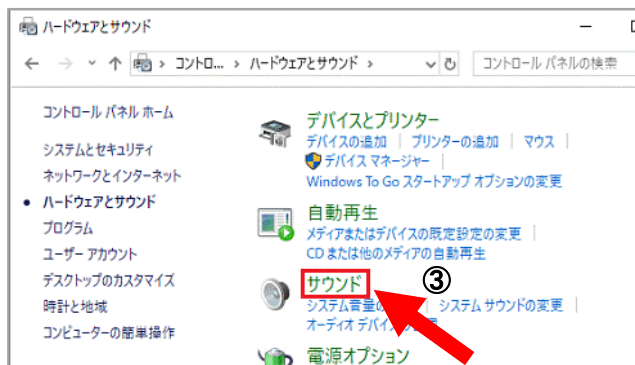 ハードウェアとサウンド
コントロ... › ハードウェアとサウンド ›
コントロール パネルの検索
コントロール パネル ホーム
システムとセキュリティ
ネットワークとインターネット
ハードウェアとサウンド
プログラム
ユーザー アカウント
デスクトップのカスタマイズ
時計と地域
コンピューターの簡単操作
デバイスとプリンター
デバイスの追加 | プリンターの追加 | マウス |
デバイス マネージャー |
Windows To Go スタートアップ オプションの変更
自動再生
メディアまたはデバイスの既定設定の変更 |
CD または他のメディアの自動再生
サウンド
③
システム音量の | システム サウンドの変更 |
オーディオ デバイ
電源オプション